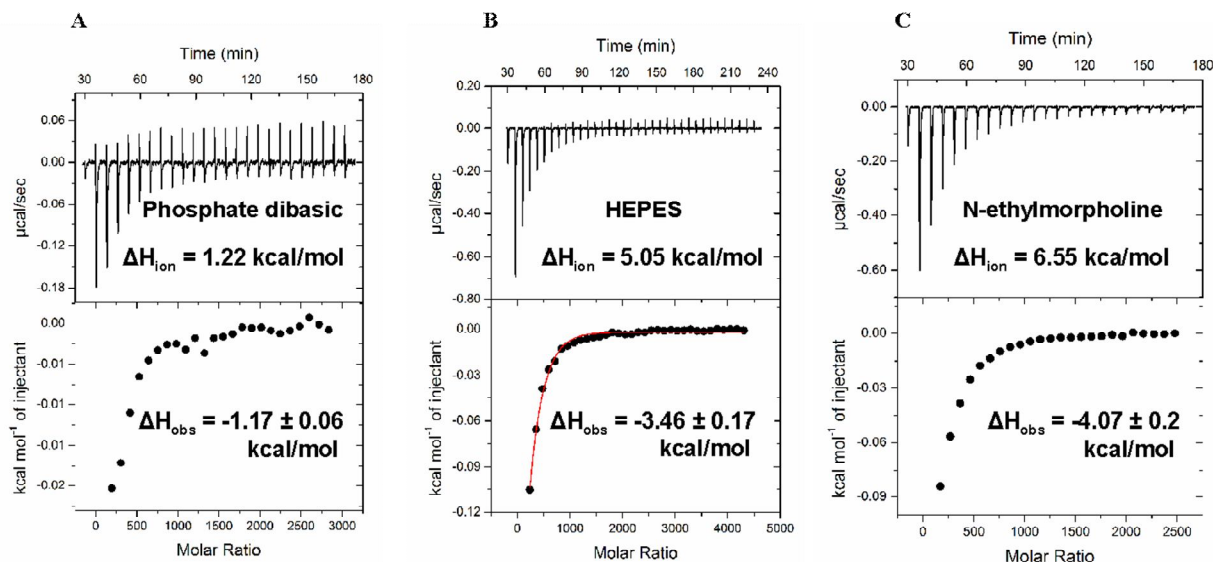 A
Time (min)
30 60 90 120 150 180
0.06
0.00
-0.06
-0.12
-0.18
µcal/sec
Phosphate dibasic
ΔHion = 1.22 kcal/mol
0.00
-0.01
-0.01
-0.01
-0.02
kcal mol-1 of injectant
ΔHobs = -1.17 ± 0.06
kcal/mol
0 500 1000 1500 2000 2500 3000
Molar Ratio
B
Time (min)
30 60 90 120 150 180 210 240
0.20
0.00
-0.20
-0.40
-0.60
-0.80
µcal/sec
HEPES
ΔHion = 5.05 kcal/mol
0.00
-0.03
-0.06
-0.09
-0.12
kcal mol-1 of injectant
ΔHobs = -3.46 ± 0.17
kcal/mol
0 1000 2000 3000 4000 5000
Molar Ratio
C
Time (min)
30 60 90 120 150 180
0.00
-0.20
-0.40
-0.60
µcal/sec
N-ethylmorpholine
ΔHion = 6.55 kca/mol
0.00
-0.03
-0.06
-0.09
kcal mol-1 of injectant
ΔHobs = -4.07 ± 0.2
kcal/mol
0 500 1000 1500 2000 2500
Molar Ratio